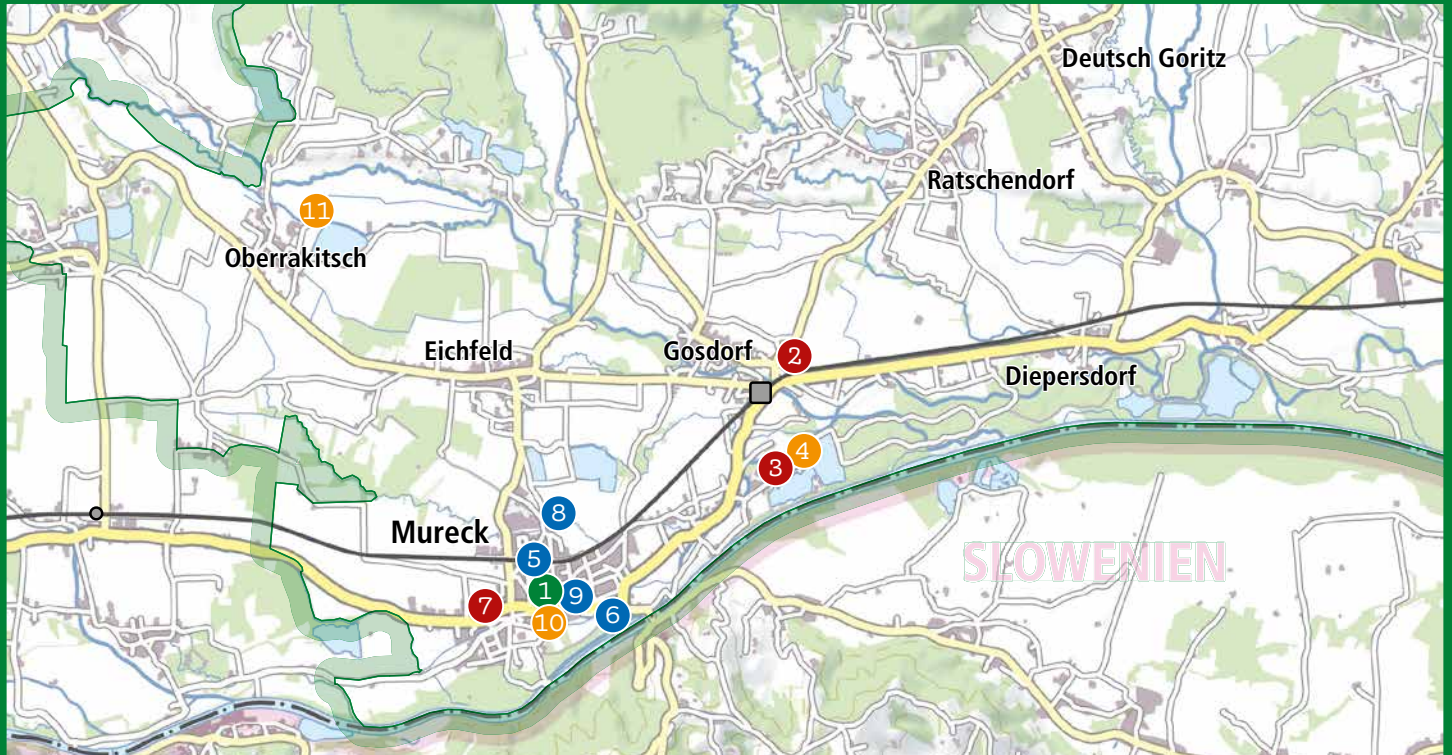 Deutsch Goritz
Ratschendorf
11
Oberrakitsch
Eichfeld
Gosdorf
2
Diepersdorf
4
3
8
Mureck
5
SLOWENIEN
1
9
7
6
10